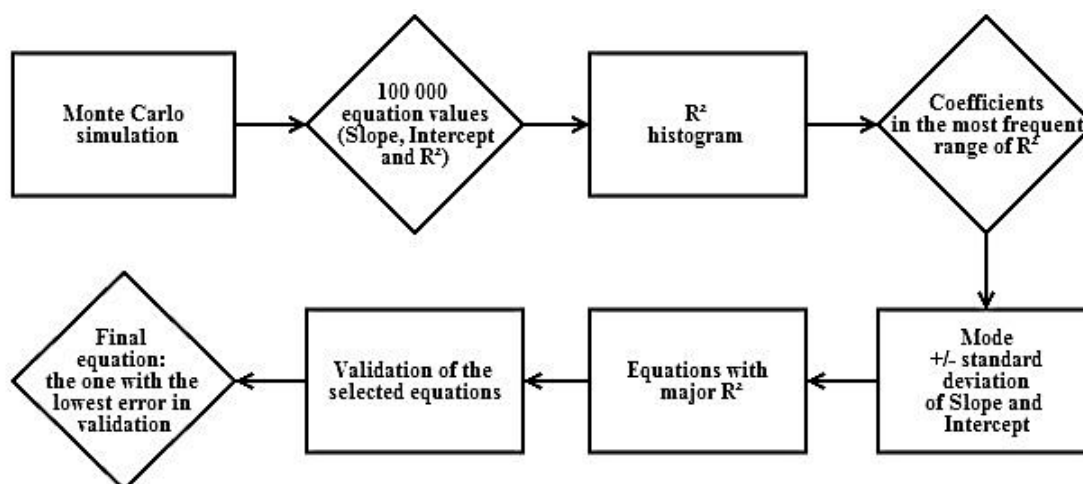 Monte Carlo
simulation
100 000
equation values
(Slope, Intercept
and R²)
R²
histogram
Coefficients
in the most frequent
range of R²
Mode
+/- standard
deviation
of Slope and
Intercept
Equations with
major R²
Validation of the
selected equations
Final
equation:
the one with the
lowest error in
validation